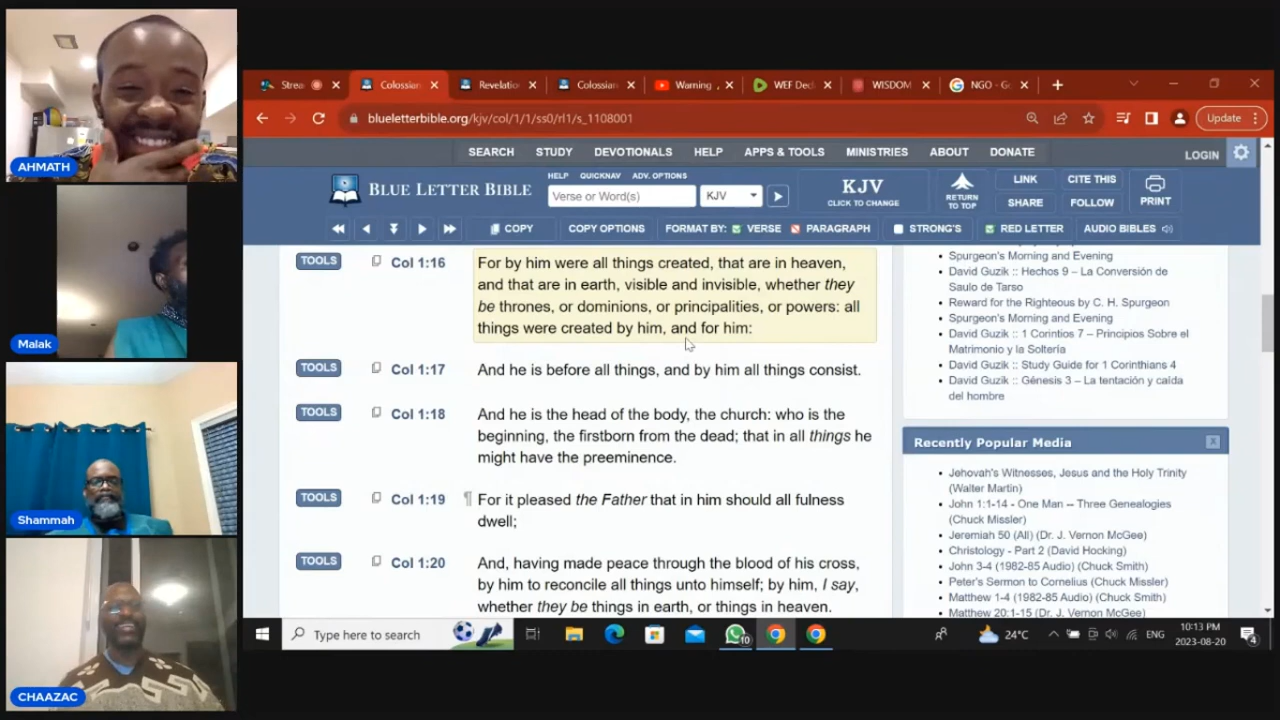 AHMATH
Malak
Shammah
CHAAZAC
Strea
Colossian
Revelation
Colossian
Warning ,
WEF Decl
WISDOM
NGO - Go
blueletterbible.org/kjv/col/1/1/ss0/rl1/s_1108001
Update
SEARCH STUDY DEVOTIONALS HELP APPS & TOOLS MINISTRIES ABOUT DONATE
LOGIN
BLUE LETTER BIBLE
HELP QUICKNAV ADV. OPTIONS
Verse or Word(s)
KJV
KJV
CLICK TO CHANGE
RETURN
TO TOP
LINK
CITE THIS
SHARE
FOLLOW
PRINT
COPY COPY OPTIONS FORMAT BY: VERSE PARAGRAPH STRONG'S RED LETTER AUDIO BIBLES
TOOLS Col 1:16 For by him were all things created, that are in heaven,
and that are in earth, visible and invisible, whether they
be thrones, or dominions, or principalities, or powers: all
things were created by him, and for him:
TOOLS Col 1:17 And he is before all things, and by him all things consist.
TOOLS Col 1:18 And he is the head of the body, the church: who is the
beginning, the firstborn from the dead; that in all things he
might have the preeminence.
TOOLS Col 1:19 ¶ For it pleased the Father that in him should all fulness
dwell;
TOOLS Col 1:20 And, having made peace through the blood of his cross,
by him to reconcile all things unto himself; by him, I say,
whether they be things in earth, or things in heaven.
Spurgeon's Morning and Evening
David Guzik :: Hechos 9 – La Conversión de
Saulo de Tarso
Reward for the Righteous by C. H. Spurgeon
Spurgeon's Morning and Evening
David Guzik :: 1 Corintios 7 – Principios Sobre el
Matrimonio y la Soltería
David Guzik :: Study Guide for 1 Corinthians 4
David Guzik :: Génesis 3 – La tentación y caída
del hombre
Recently Popular Media
Jehovah's Witnesses, Jesus and the Holy Trinity
(Walter Martin)
John 1:1-14 - One Man -- Three Genealogies
(Chuck Missler)
Jeremiah 50 (All) (Dr. J. Vernon McGee)
Christology - Part 2 (David Hocking)
John 3-4 (1982-85 Audio) (Chuck Smith)
Peter's Sermon to Cornelius (Chuck Missler)
Matthew 1-4 (1982-85 Audio) (Chuck Smith)
Matthew 20:1-15 (Dr. J. Vernon McGee)
Type here to search
10
24°C
ENG
10:13 PM
2023-08-20
4